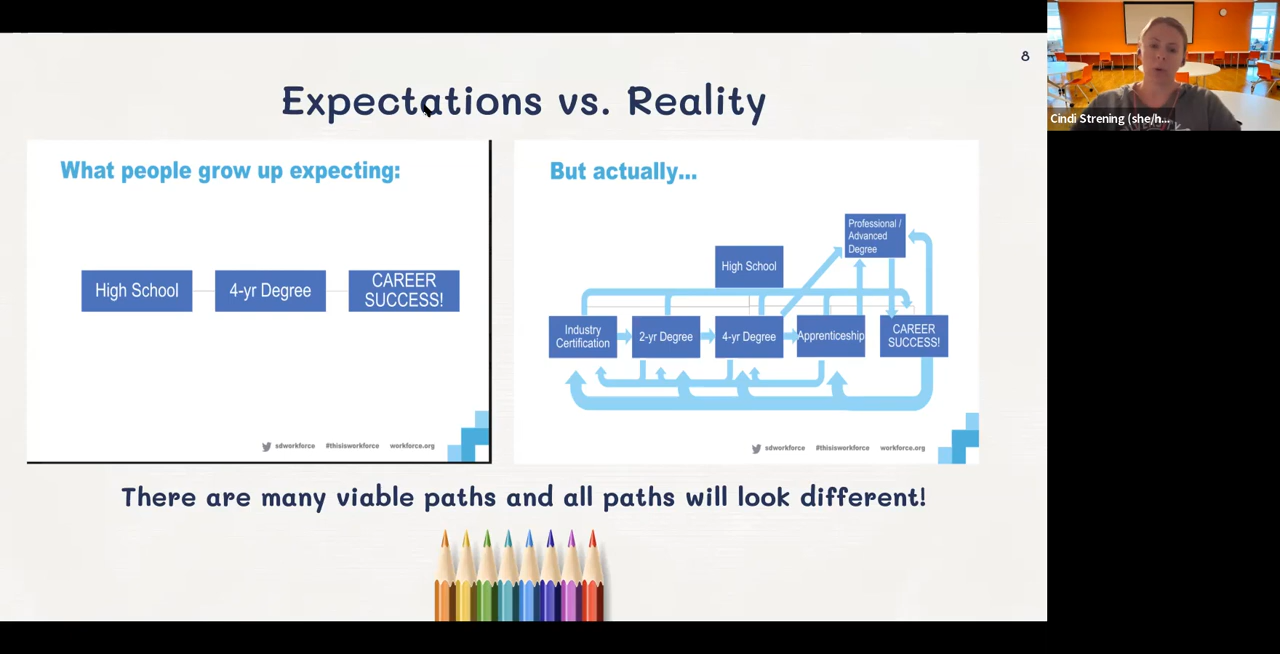 8
Expectations vs. Reality
What people grow up expecting:
High School
4-yr Degree
CAREER
SUCCESS!
sdworkforce #thisisworkforce workforce.org
But actually...
Professional /
Advanced
Degree
High School
Industry
Certification
2-yr Degree
4-yr Degree
Apprenticeship
CAREER
SUCCESS!
sdworkforce #thisisworkforce workforce.org
There are many viable paths and all paths will look different!
Cindi Strening (she/h...